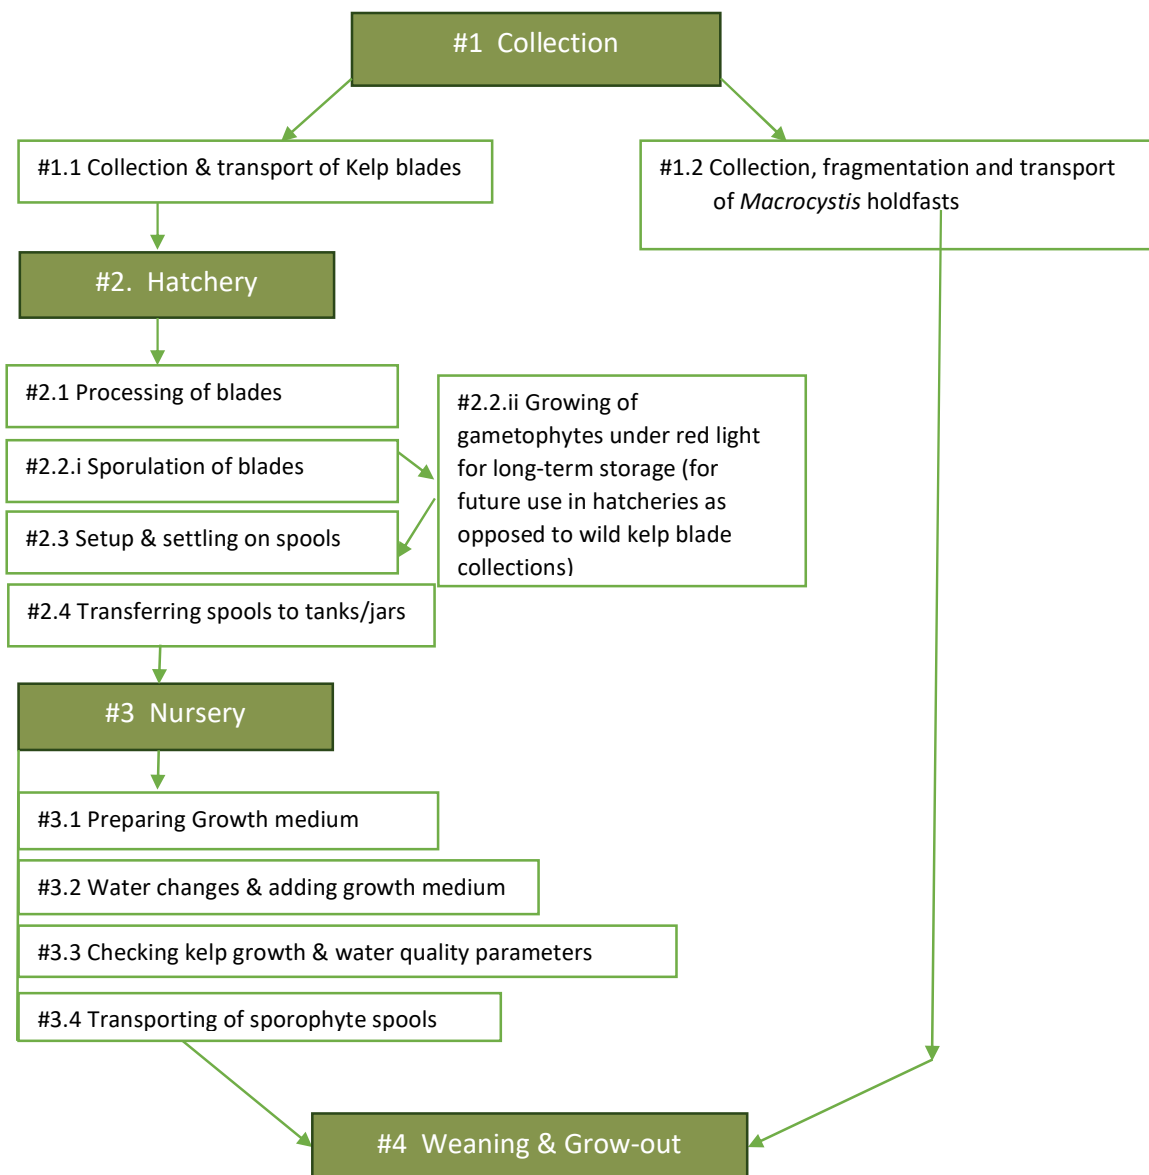 #1 Collection
#1.1 Collection & transport of Kelp blades
#1.2 Collection, fragmentation and transport
of Macrocystis holdfasts
#2. Hatchery
#2.1 Processing of blades
#2.2.i Sporulation of blades
#2.3 Setup & settling on spools
#2.4 Transferring spools to tanks/jars
#2.2.ii Growing of
gametophytes under red light
for long-term storage (for
future use in hatcheries as
opposed to wild kelp blade
collections)
#3 Nursery
#3.1 Preparing Growth medium
#3.2 Water changes & adding growth medium
#3.3 Checking kelp growth & water quality parameters
#3.4 Transporting of sporophyte spools
#4 Weaning & Grow-out